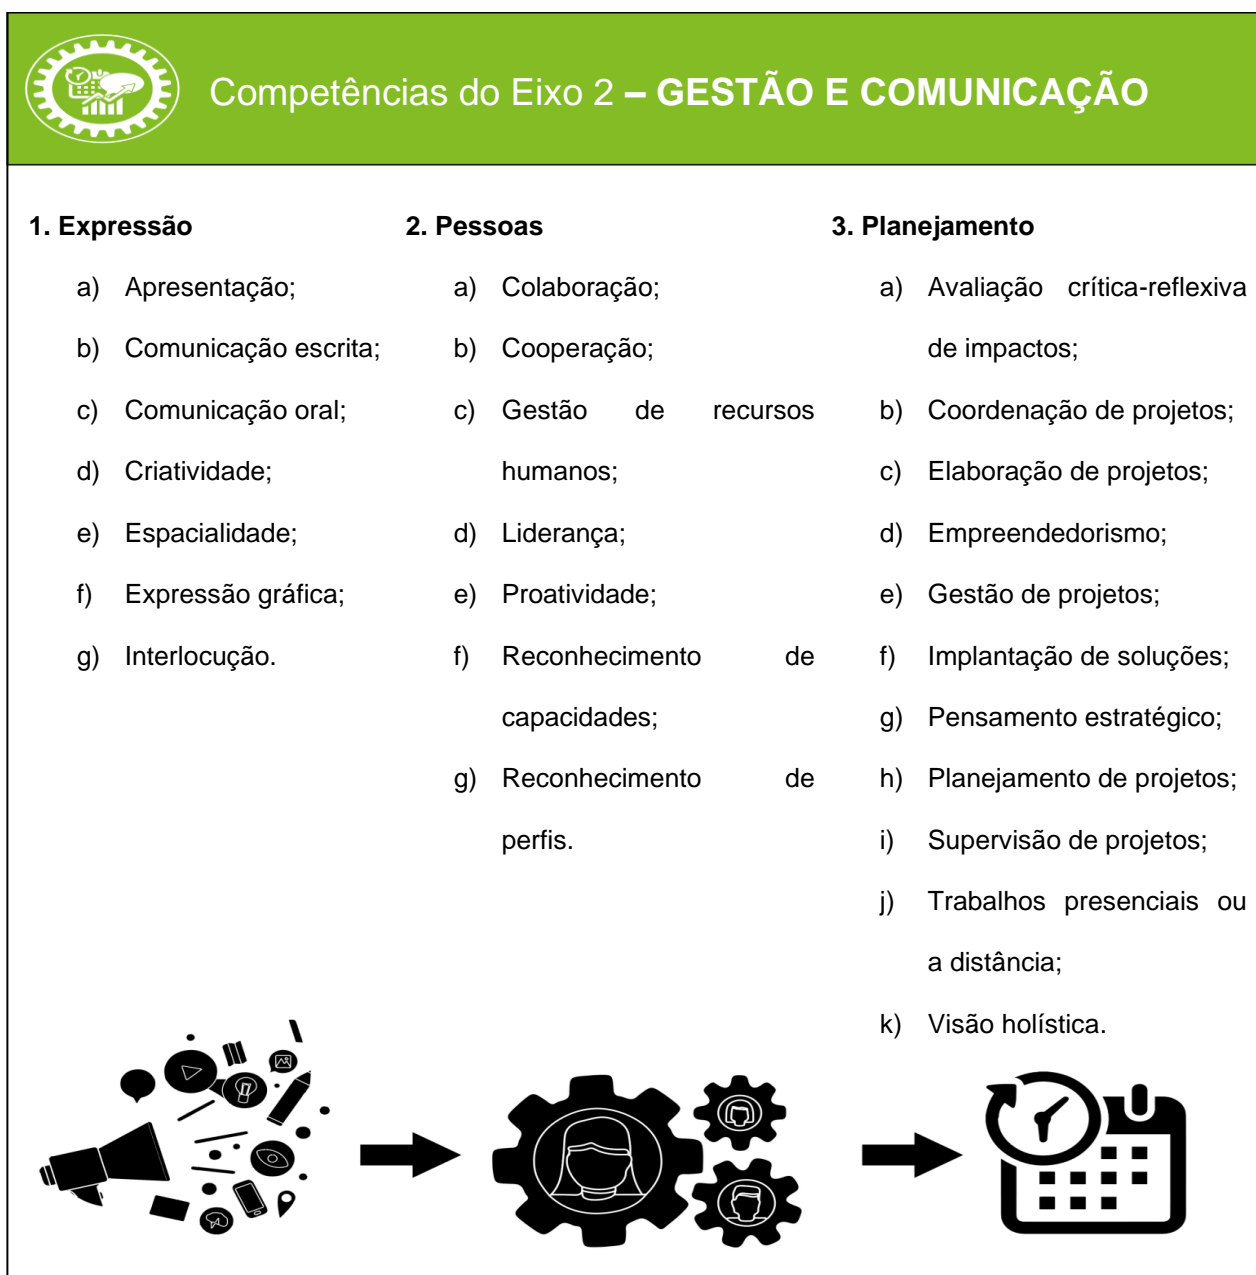 Competências do Eixo 2 – GESTÃO E COMUNICAÇÃO
1. Expressão
a) Apresentação;
b) Comunicação escrita;
c) Comunicação oral;
d) Criatividade;
e) Espacialidade;
f) Expressão gráfica;
g) Interlocução.
2. Pessoas
a) Colaboração;
b) Cooperação;
c) Gestão de recursos
humanos;
d) Liderança;
e) Proatividade;
f) Reconhecimento de
capacidades;
g) Reconhecimento de
perfis.
3. Planejamento
a) Avaliação crítica-reflexiva
de impactos;
b) Coordenação de projetos;
c) Elaboração de projetos;
d) Empreendedorismo;
e) Gestão de projetos;
f) Implantação de soluções;
g) Pensamento estratégico;
h) Planejamento de projetos;
i) Supervisão de projetos;
j) Trabalhos presenciais ou
a distância;
k) Visão holística.